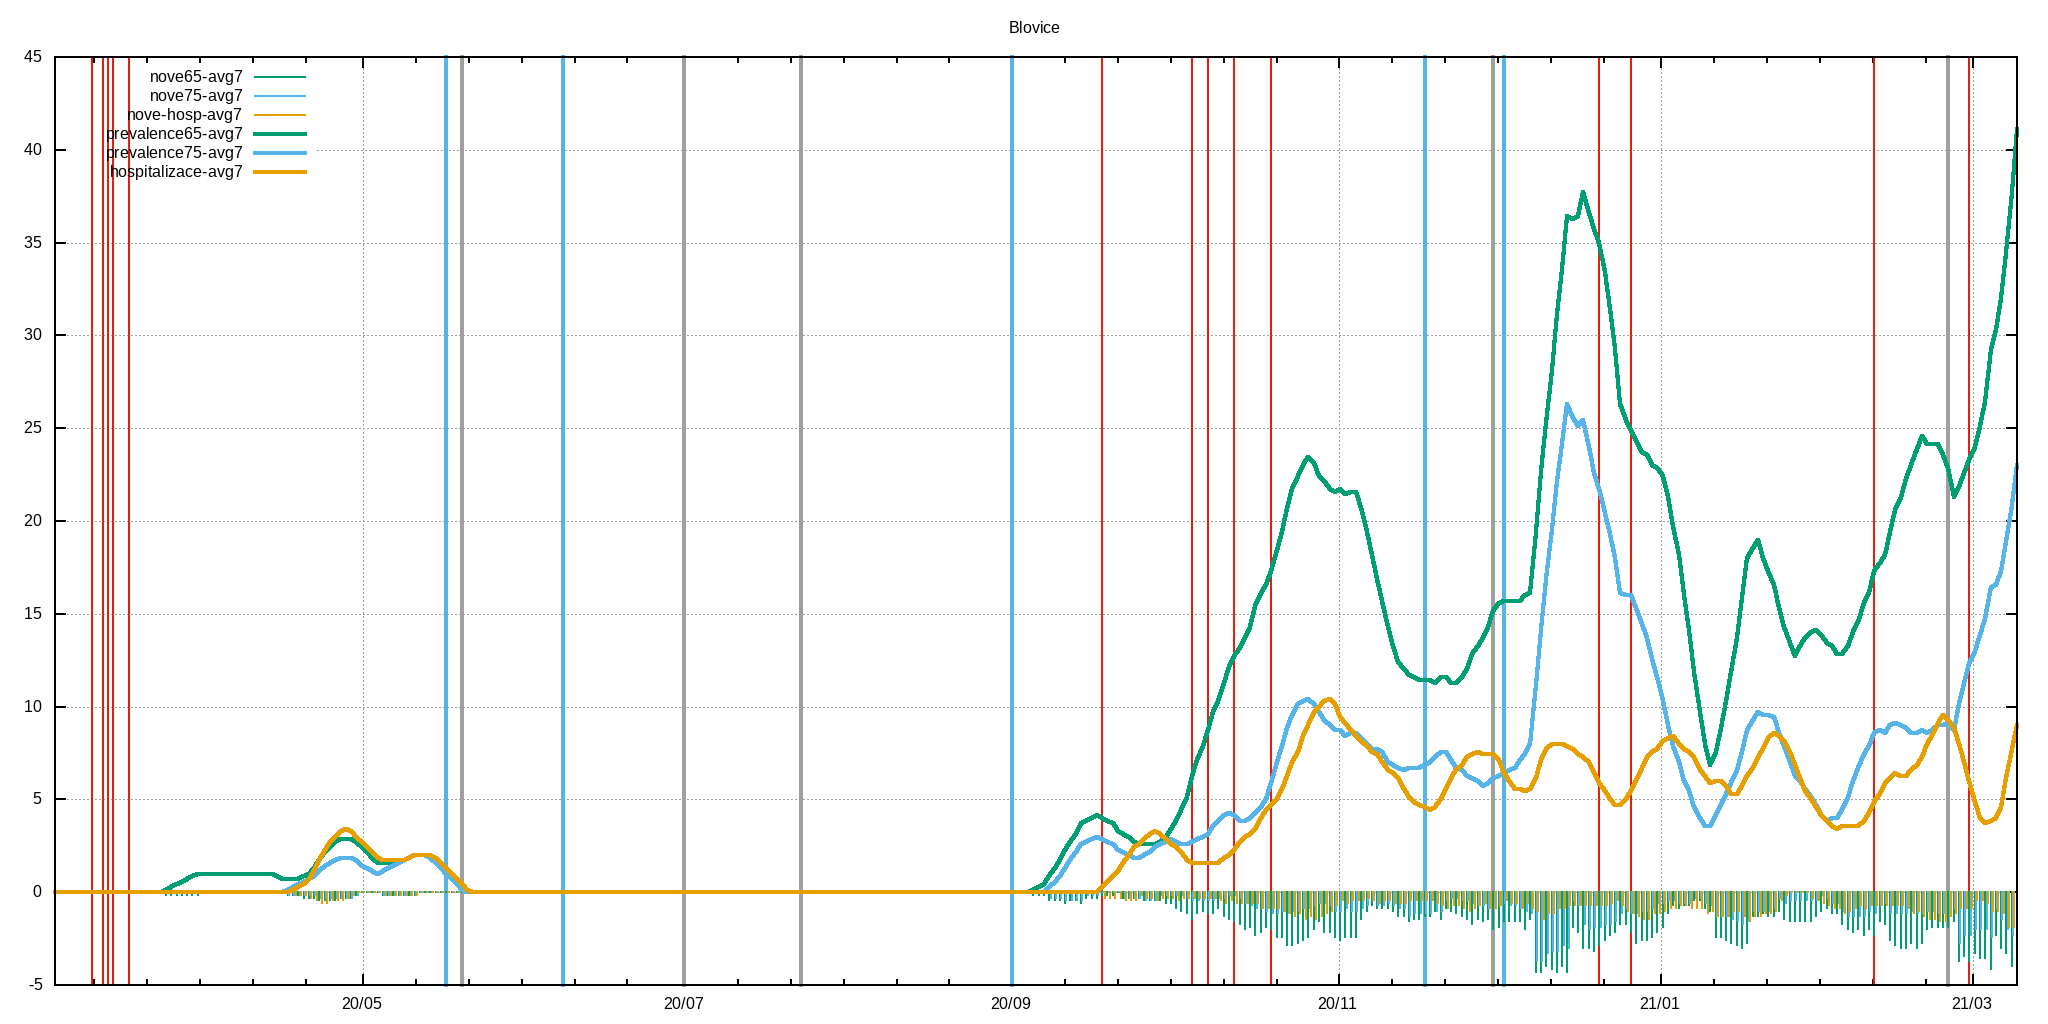 Blovice
45
40
35
30
25
20
15
10
5
0
-5
nove65-avg7
nove75-avg7
nove-hosp-avg7
prevalence65-avg7
prevalence75-avg7
hospitalizace-avg7
20/05 20/07 20/09 20/11 21/01 21/03